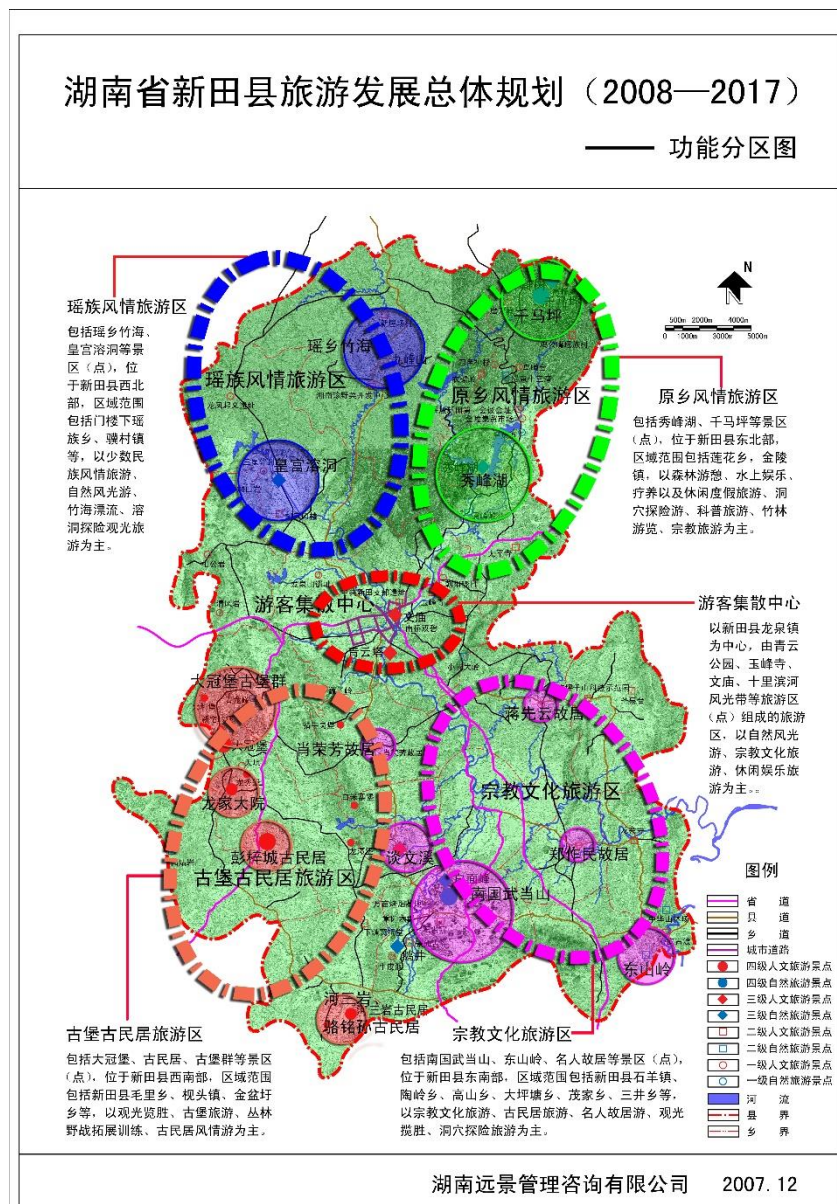 湖南省新田县旅游发展总体规划（2008—2017）
—— 功能分区图
瑶族风情旅游区
包括瑶乡竹海、
皇宫溶洞等景
区（点），位
于新田县西北
部，区域范围
包括门楼下瑶
族乡、骥村镇
等，以少数民
族风情旅游、
自然风光游、
竹海漂流、溶
洞探险观光旅
游为主。
N
500m 2000m 4000m
0 1000m 3000m 5000m
原乡风情旅游区
包括秀峰湖、千马坪等景区
（点），位于新田县东北部，
区域范围包括莲花乡，金陵
镇，以森林游憩、水上娱乐、
疗养以及休闲度假旅游、洞
穴探险游、科普旅游、竹林
游览、宗教旅游为主。
千马坪
瑶乡竹海
瑶族风情旅游区
原乡风情旅游区
皇宫溶洞
秀峰湖
游客集散中心
文庙
青云塔
游客集散中心
以新田县龙泉镇
为中心，由青云
公园、玉峰寺、
文庙、十里滨河
风光带等旅游区
（点）组成的旅游
区，以自然风光
游、宗教文化旅
游、休闲娱乐旅
游为主。。
大冠堡古堡群
大冠堡
蒋先云故居
当荣芳故居
宗教文化旅游区
龙家大院
彭梓城古民居
谈文溪
郑作民故居
古堡古民居旅游区
南国武当山
东山岭
河三岩
河三岩古民居
骆铭孙古民居
图例
省 道
县 道
乡 道
城市道路
四级人文旅游景点
四级自然旅游景点
三级人文旅游景点
三级自然旅游景点
二级人文旅游景点
二级自然旅游景点
一级人文旅游景点
一级自然旅游景点
河 流
县 界
乡 界
古堡古民居旅游区
包括大冠堡、古民居、古堡群等景区
（点），位于新田县西南部，区域范围
包括新田县毛里乡、枧头镇、金盆圩
乡等，以观光览胜、古堡旅游、丛林
野战拓展训练、古民居风情游为主。
宗教文化旅游区
包括南国武当山、东山岭、名人故居等景区（点），
位于新田县东南部，区域范围包括新田县石羊镇、
陶岭乡、高山乡、大坪塘乡、茂家乡、三井乡等，
以宗教文化旅游、古民居旅游、名人故居游、观光
揽胜、洞穴探险旅游为主。
湖南远景管理咨询有限公司 2007.12